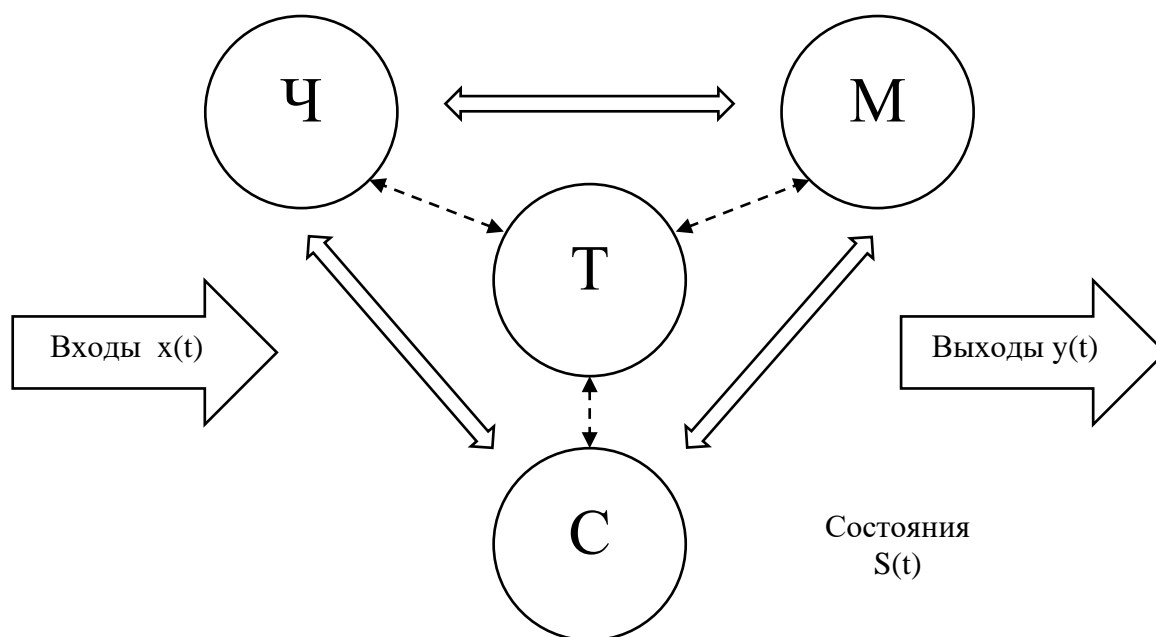 Ч
М
Т
Входы x(t)
Выходы y(t)
С
Состояния
S(t)